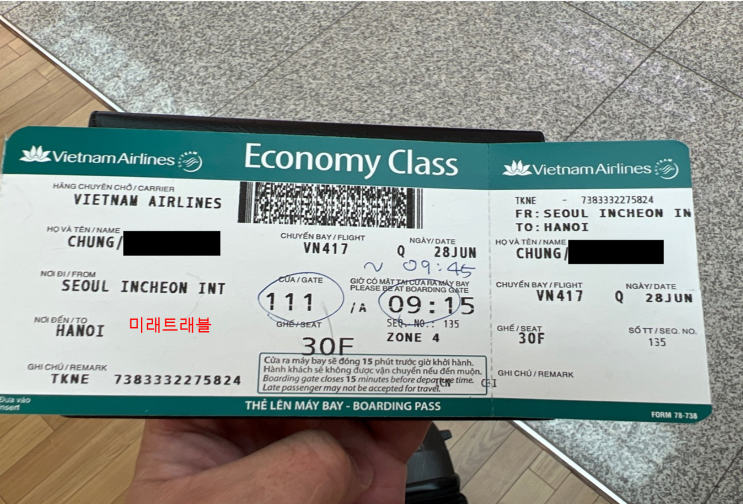 Vietnam Airlines
Economy Class
HÃNG CHUYÊN CHỞ / CARRIER
VIETNAM AIRLINES
HỌ VÀ TÊN / NAME
CHUNG/
CHUYẾN BAY / FLIGHT
VN417
Q
NGÀY/DATE
28JUN
~ 09:45
NƠI ĐI / FROM
SEOUL INCHEON INT
CỬA / GATE
111
/A
GIỜ CÓ MẶT TẠI CỬA RA MÁY BAY
PLEASE BE AT BOARDING GATE
09:15
NƠI ĐẾN / TO
HANOI
미래트래블
GHẾ / SEAT
30F
SEQ. NO.: 135
ZONE 4
GHI CHÚ / REMARK
TKNE 7383332275824
Cửa ra máy bay sẽ đóng 15 phút trước giờ khởi hành.
Hành khách sẽ không được vận chuyển nếu đến muộn.
Boarding gate closes 15 minutes before departure time.
Late passenger may not be accepted for travel.
THẺ LÊN MÁY BAY - BOARDING PASS
Đưa vào
Insert
Vietnam Airlines
TKNE - 7383332275824
FR: SEOUL INCHEON IN
TO: HANOI
HỌ VÀ TÊN / NAME
CHUNG/
CHUYẾN BAY / FLIGHT
VN417
Q
NGÀY/DATE
28JUN
GHẾ / SEAT
30F
SỐ TT / SEQ. NO.
135
GHI CHÚ / REMARK
FORM 78-738